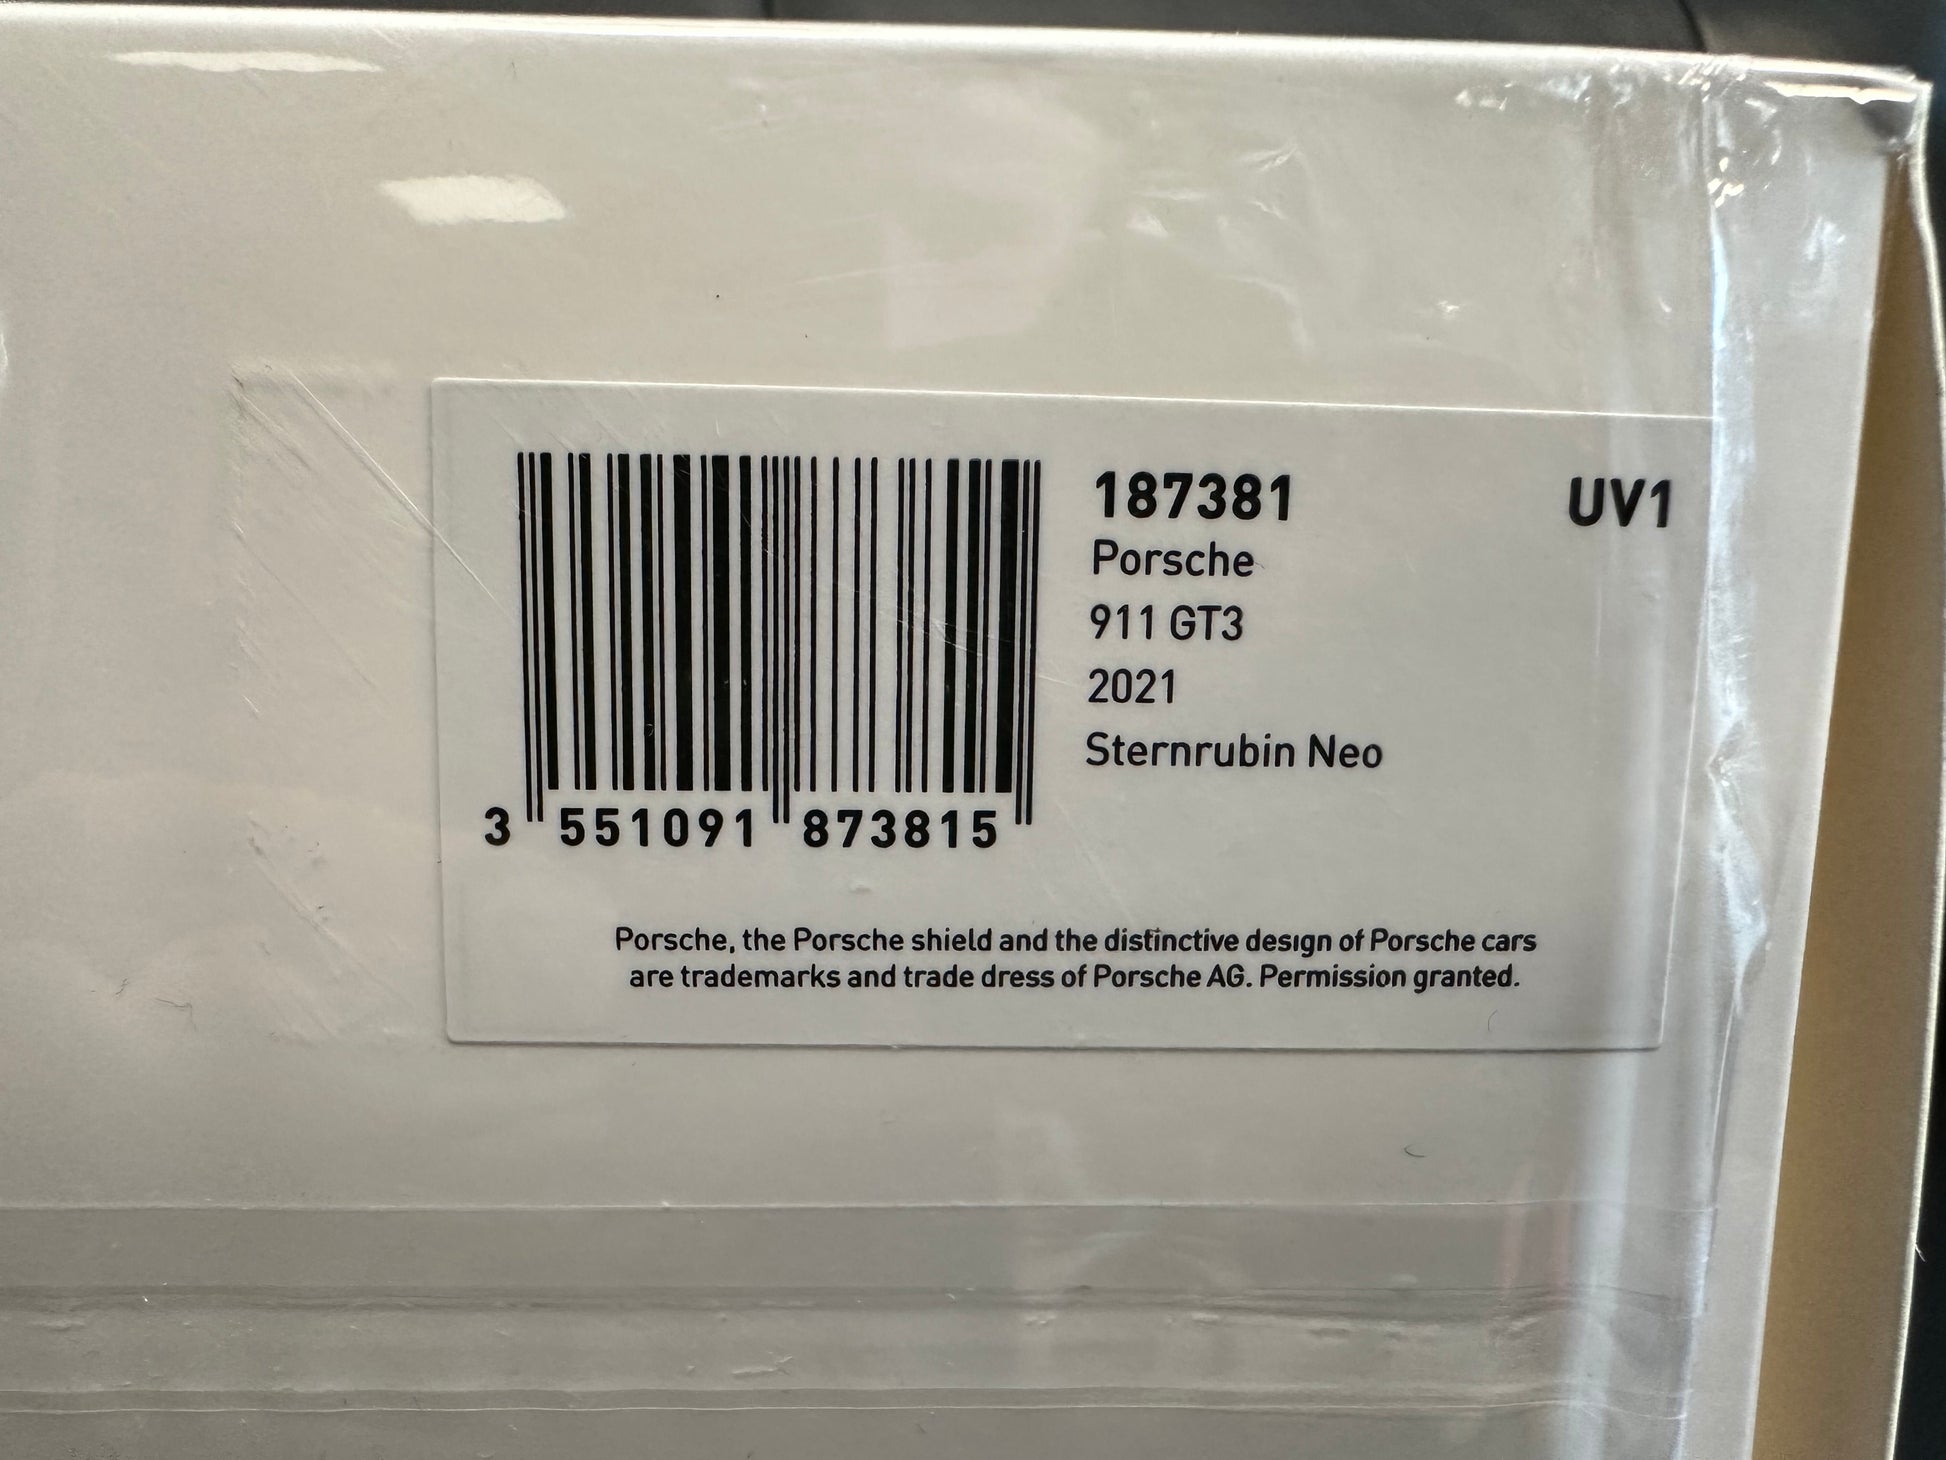 187381 UV1
Porsche
911 GT3
2021
Sternrubin Neo
3 551091 873815
Porsche, the Porsche shield and the distinctive design of Porsche cars
are trademarks and trade dress of Porsche AG. Permission granted.